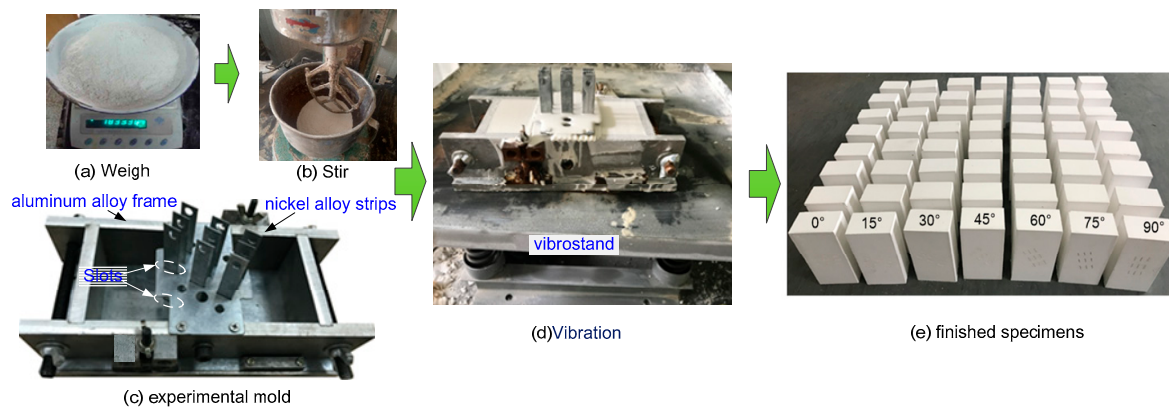 (a) Weigh
(b) Stir
aluminum alloy frame
nickel alloy strips
Slots
(c) experimental mold
vibrostand
(d)Vibration
0° 15° 30° 45° 60° 75° 90°
(e) finished specimens